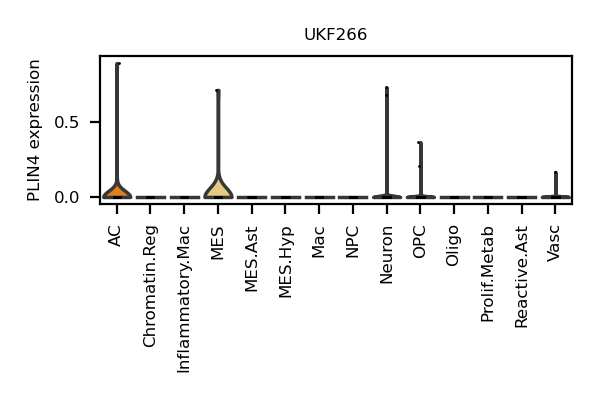 UKF266
PLIN4 expression
0.5
0.0
AC
Chromatin.Reg
Inflammatory.Mac
MES
MES.Ast
MES.Hyp
Mac
NPC
Neuron
OPC
Oligo
Prolif.Metab
Reactive.Ast
Vasc